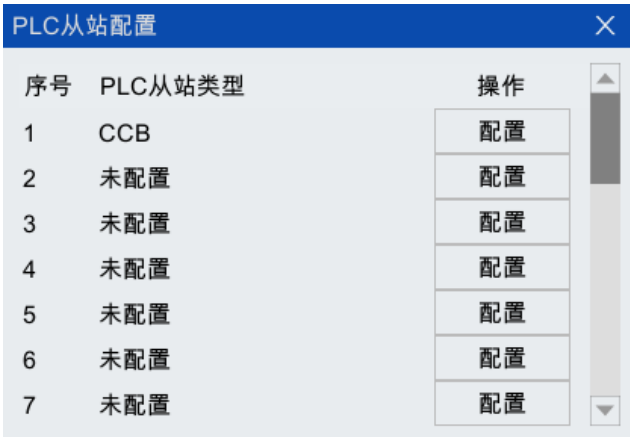 PLC从站配置
序号 PLC从站类型 操作
1 CCB 配置
2 未配置 配置
3 未配置 配置
4 未配置 配置
5 未配置 配置
6 未配置 配置
7 未配置 配置